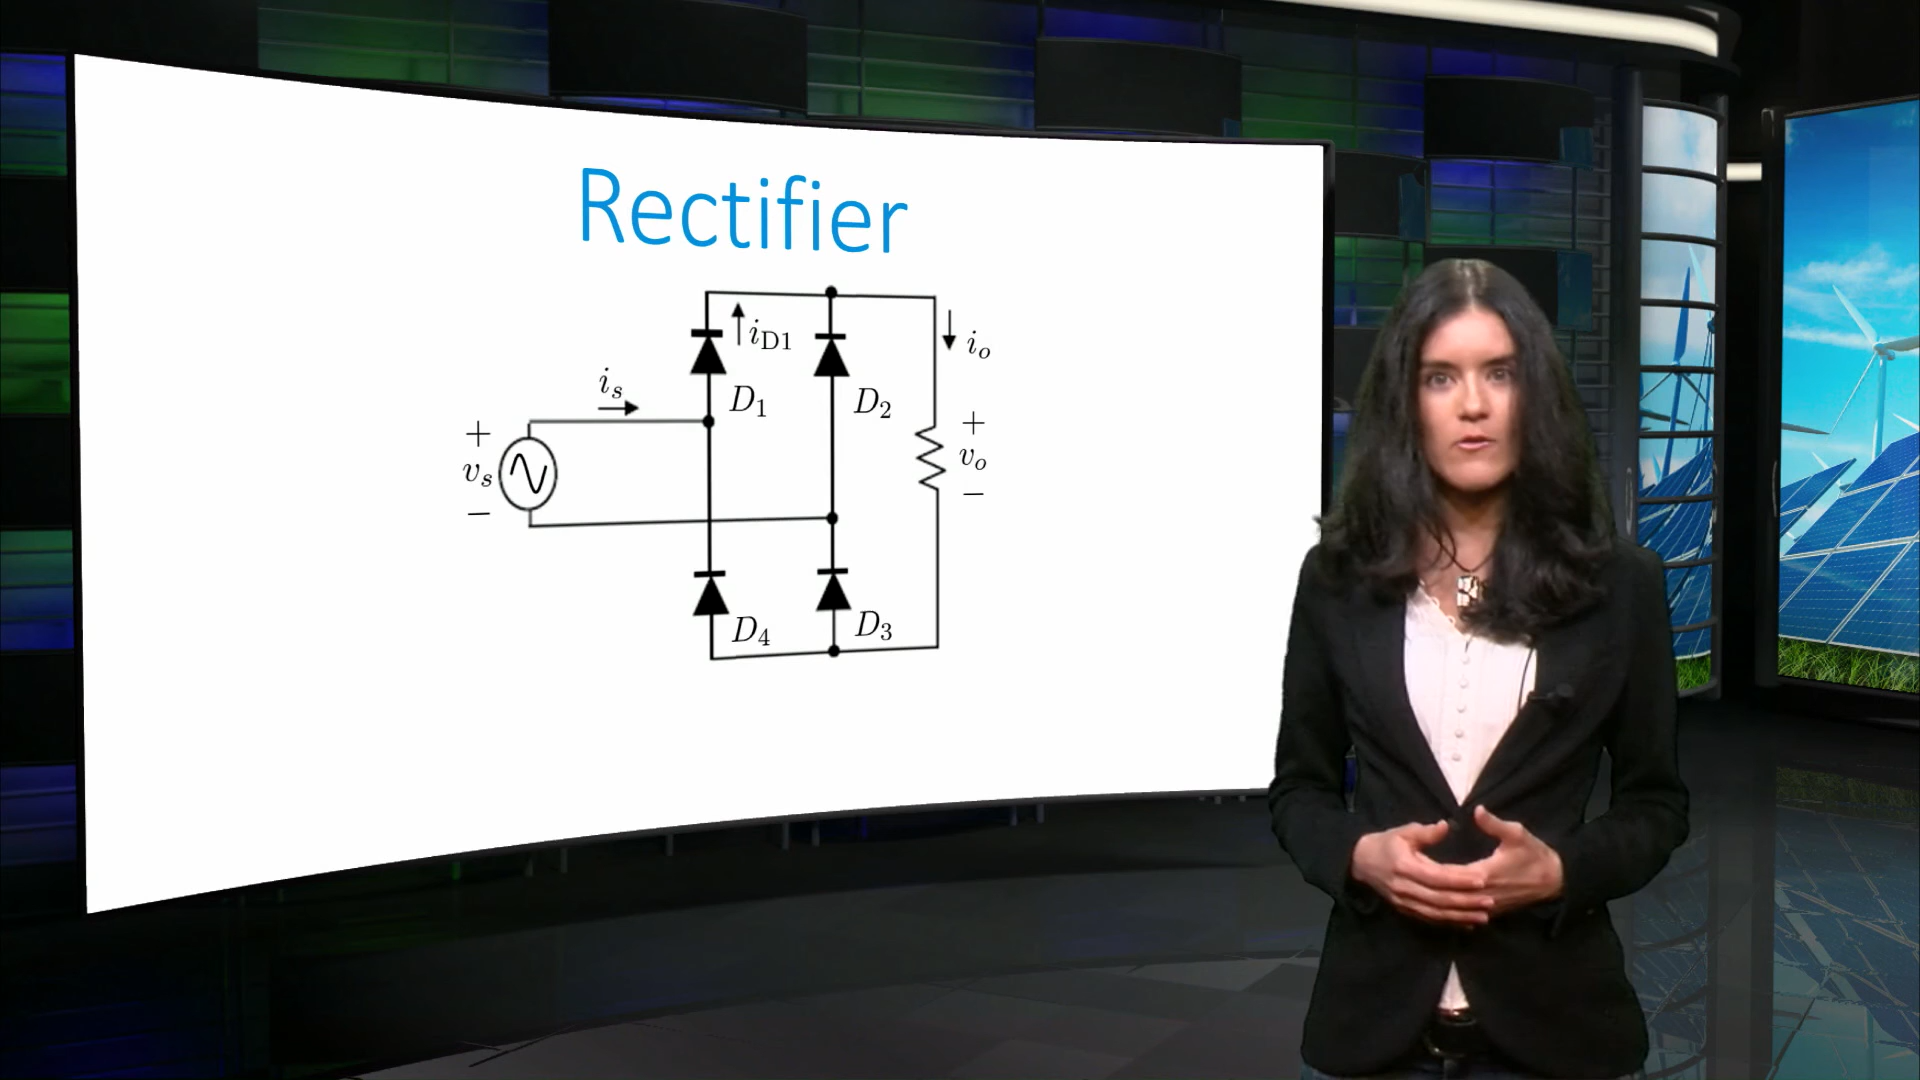 Rectifier
i_D1
i_o
i_s
D_1
D_2
+
v_s
−
+
v_o
−
D_4
D_3